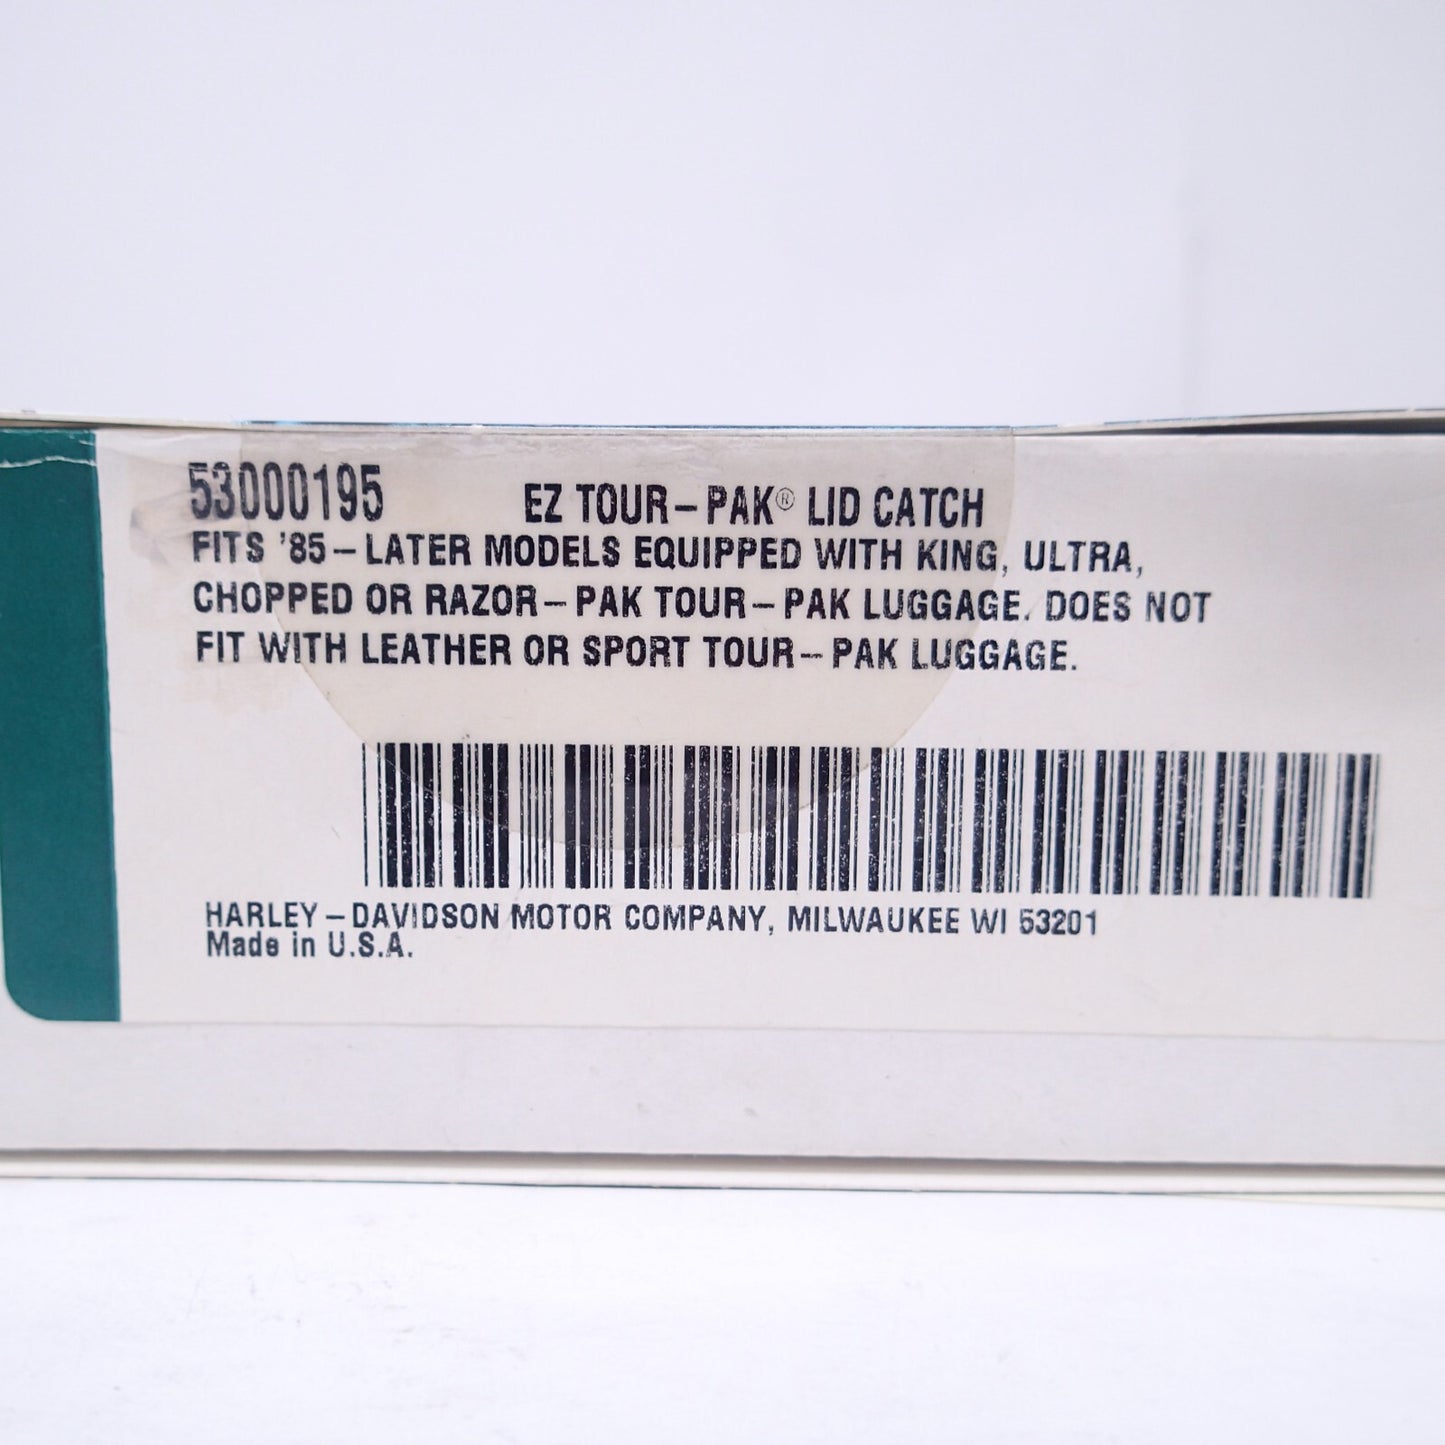 53000195 EZ TOUR-PAK® LID CATCH
FITS '85-LATER MODELS EQUIPPED WITH KING, ULTRA,
CHOPPED OR RAZOR-PAK TOUR-PAK LUGGAGE. DOES NOT
FIT WITH LEATHER OR SPORT TOUR-PAK LUGGAGE.
HARLEY-DAVIDSON MOTOR COMPANY, MILWAUKEE WI 53201
Made in U.S.A.